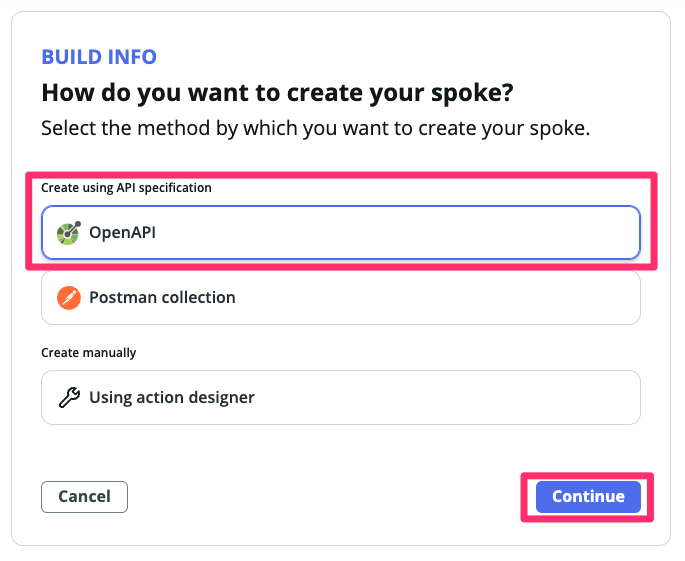 BUILD INFO
How do you want to create your spoke?
Select the method by which you want to create your spoke.
Create using API specification
OpenAPI
Postman collection
Create manually
Using action designer
Cancel
Continue